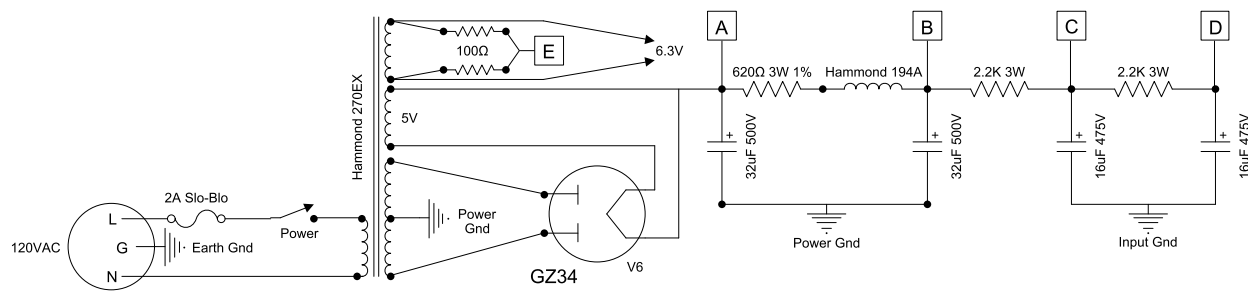 A
B
C
D
100Ω
E
6.3V
620Ω 3W 1%
Hammond 194A
2.2K 3W
2.2K 3W
Hammond 270EX
5V
+
32uF 500V
+
32uF 500V
+
16uF 475V
+
16uF 475V
2A Slo-Blo
L
120VAC
G
N
Earth Gnd
Power
Power
Gnd
GZ34
V6
Power Gnd
Input Gnd